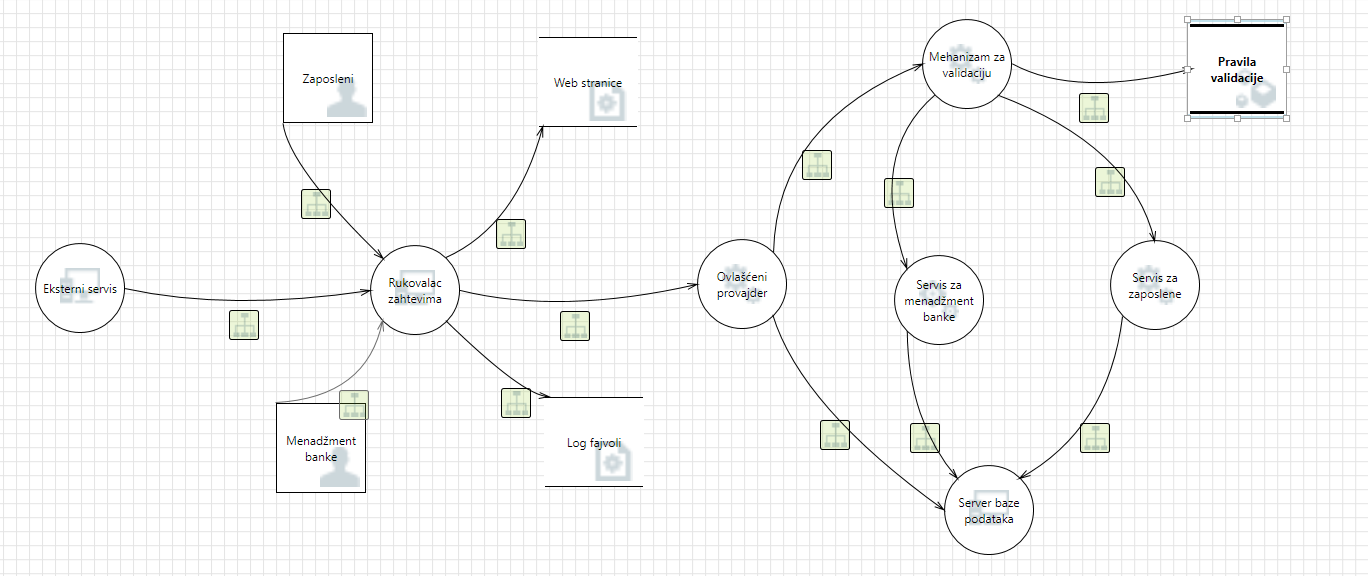 Zaposleni
Web stranice
Mehanizam za
validaciju
Pravila
validacije
Eksterni servis
Rukovalac
zahtevima
Ovlašćeni
provajder
Servis za
menadžment
banke
Servis za
zaposlene
Menadžment
banke
Log fajvoli
Server baze
podataka